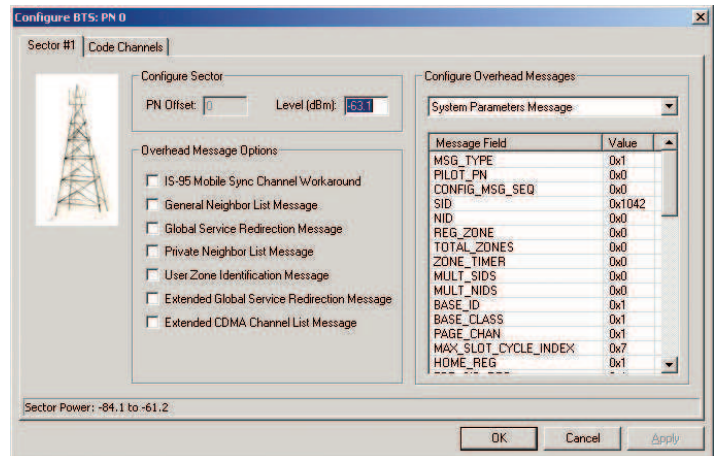 Configure BTS: PN 0
Sector #1
Code Channels
Configure Sector
PN Offset: 0
Level (dBm): -63.1
Overhead Message Options
IS-95 Mobile Sync Channel Workaround
General Neighbor List Message
Global Service Redirection Message
Private Neighbor List Message
User Zone Identification Message
Extended Global Service Redirection Message
Extended CDMA Channel List Message
Configure Overhead Messages
System Parameters Message
Message Field Value
MSG_TYPE 0x1
PILOT_PN 0x0
CONFIG_MSG_SEQ 0x0
SID 0x1042
NID 0x0
REG_ZONE 0x0
TOTAL_ZONES 0x0
ZONE_TIMER 0x0
MULT_SIDS 0x0
MULT_NIDS 0x0
BASE_ID 0x1
BASE_CLASS 0x1
PAGE_CHAN 0x1
MAX_SLOT_CYCLE_INDEX 0x7
HOME_REG 0x1
Sector Power: -84.1 to -61.2
OK Cancel Apply